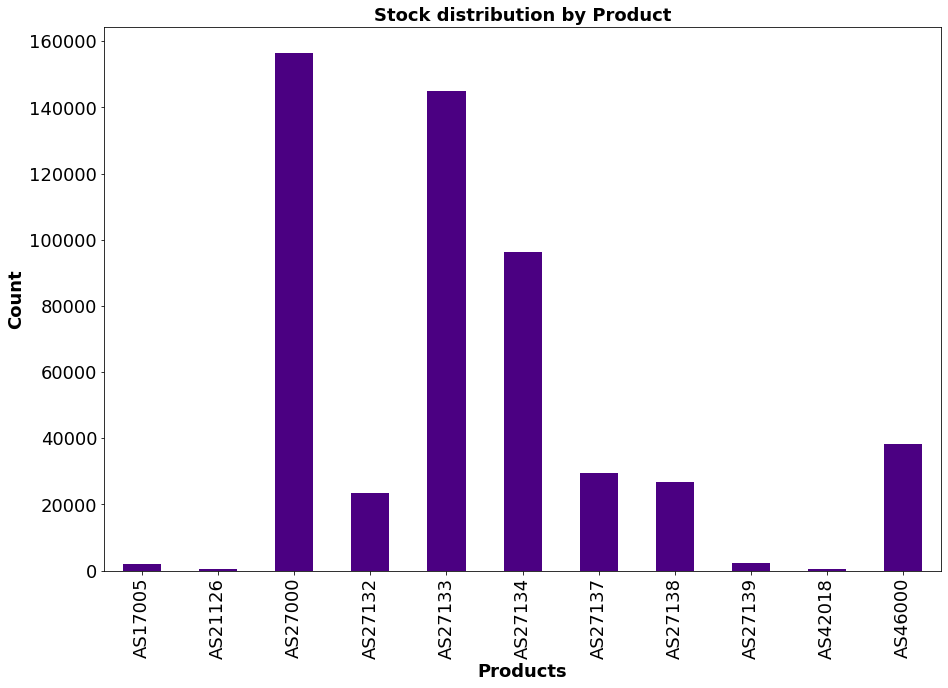 Stock distribution by Product
160000
140000
120000
100000
80000
60000
40000
20000
0
Count
AS17005
AS21126
AS27000
AS27132
AS27133
AS27134
AS27137
AS27138
AS27139
AS42018
AS46000
Products